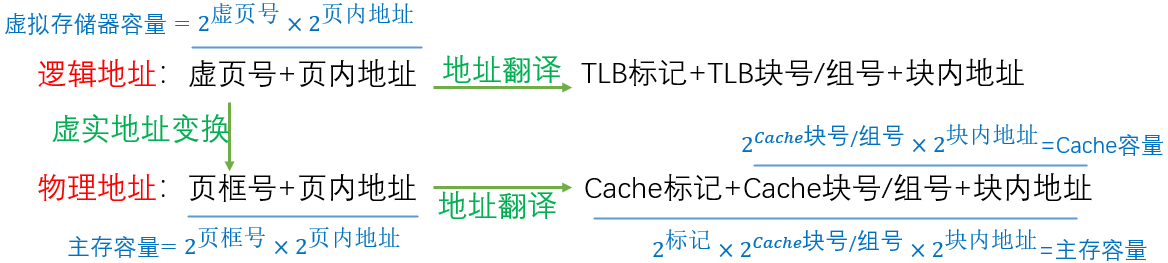 虚拟存储器容量 = 2^虚页号 × 2^页内地址
逻辑地址：虚页号+页内地址 地址翻译 TLB标记+TLB块号/组号+块内地址
虚实地址变换
2^Cache块号/组号 × 2^块内地址=Cache容量
物理地址：页框号+页内地址 地址翻译 Cache标记+Cache块号/组号+块内地址
主存容量= 2^页框号 × 2^页内地址
2^标记 × 2^Cache块号/组号 × 2^块内地址=主存容量